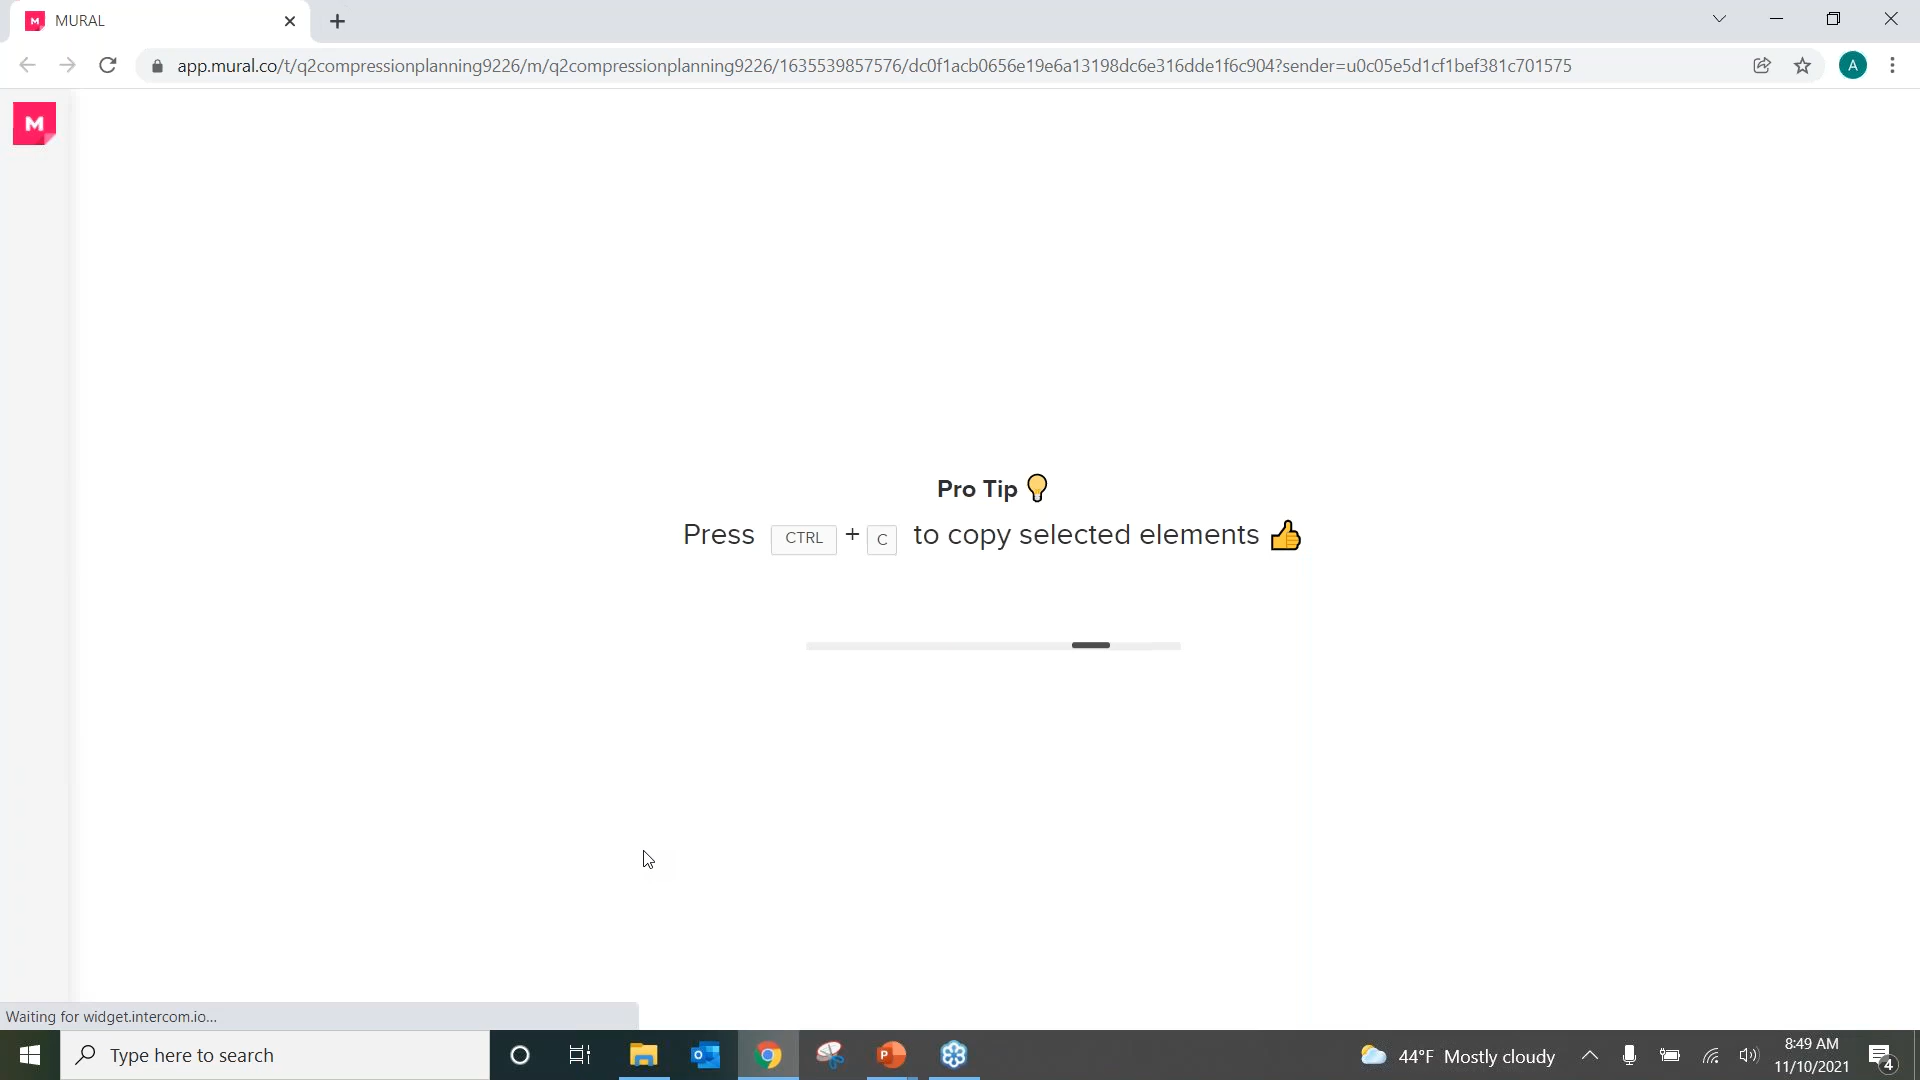 MURAL
app.mural.co/t/q2compressionplanning9226/m/q2compressionplanning9226/1635539857576/dc0f1acb0656e19e6a13198dc6e316dde1f6c904?sender=u0c05e5d1cf1bef381c701575
A
M
Pro Tip 💡
Press CTRL + C to copy selected elements 👍
Waiting for widget.intercom.io...
Type here to search
44°F Mostly cloudy
8:49 AM
11/10/2021
4